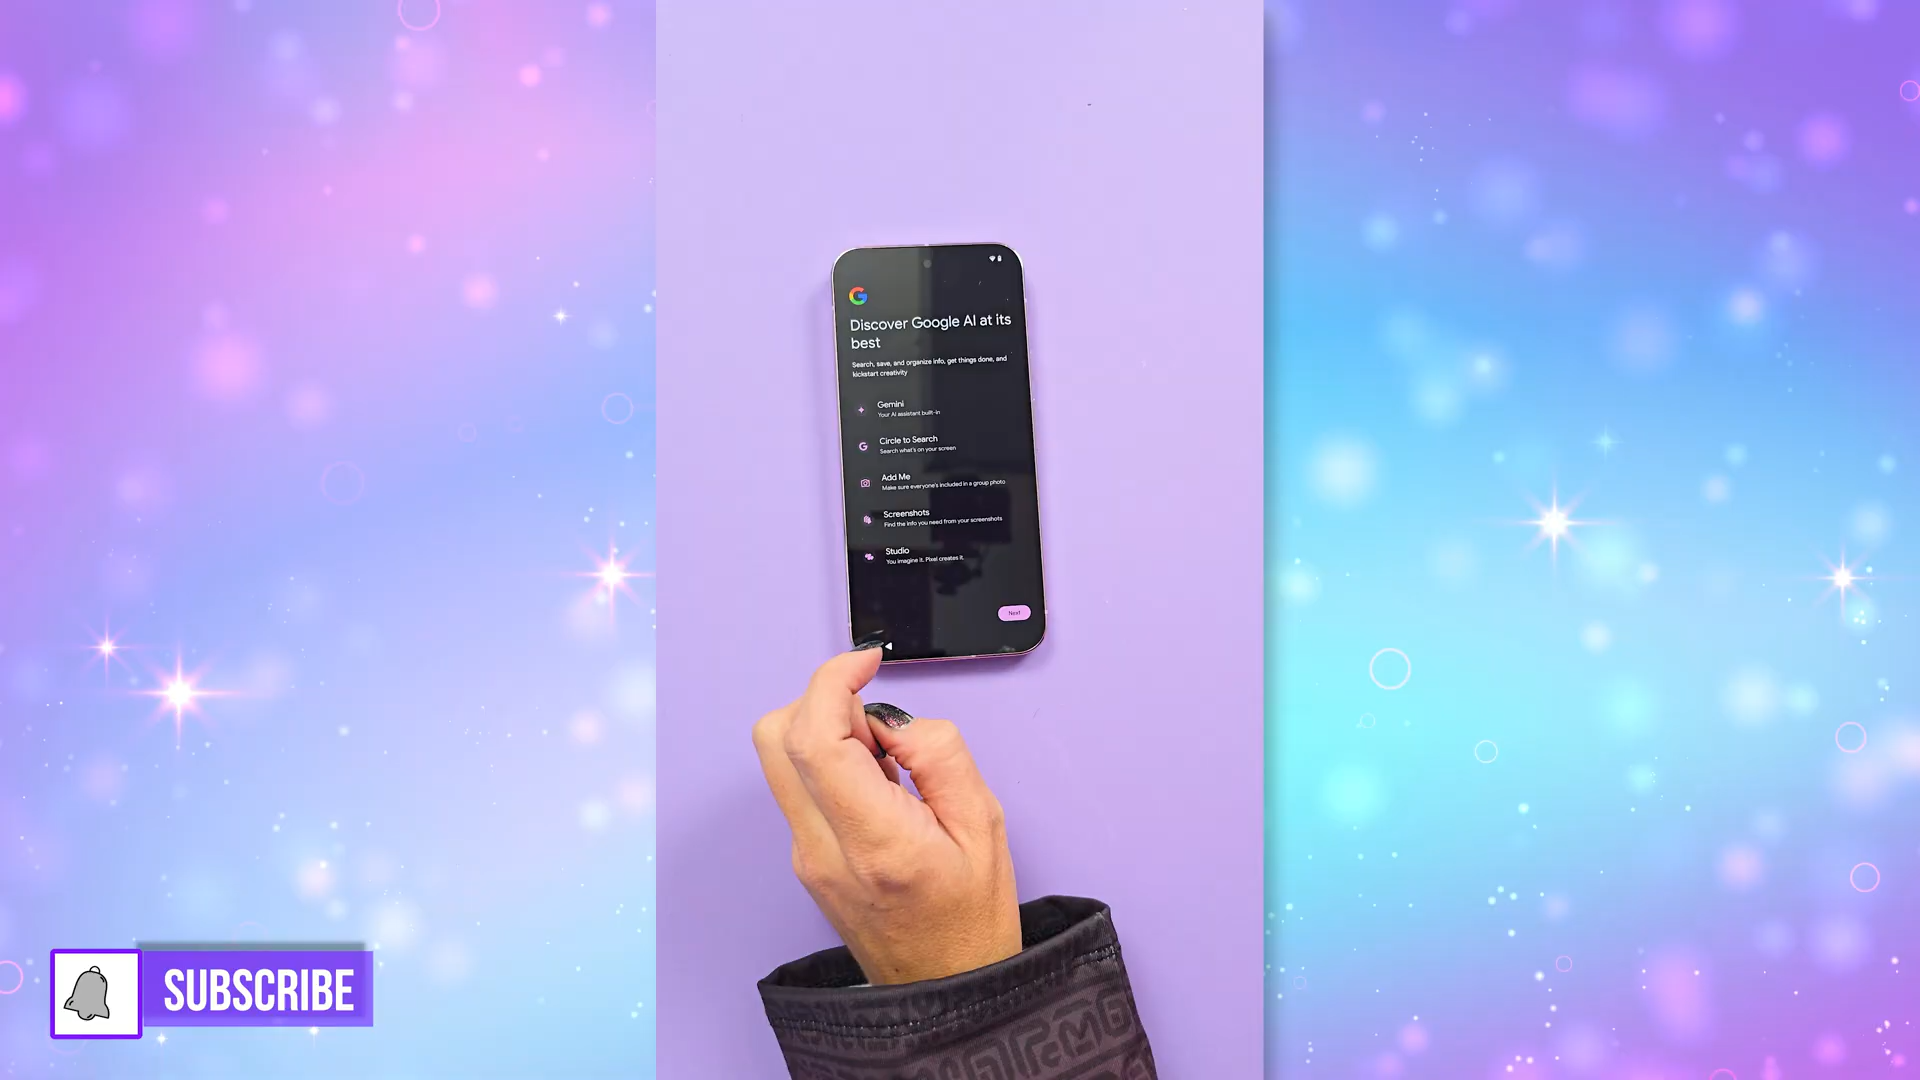 Discover Google AI at its
best
Search, save, and organize info, get things done, and
kickstart creativity
Gemini
Your AI assistant built-in
Circle to Search
Search what's on your screen
Add Me
Make sure everyone's included in a group photo
Screenshots
Find the info you need from your screenshots
Studio
You imagine it. Pixel creates it.
Next
SUBSCRIBE